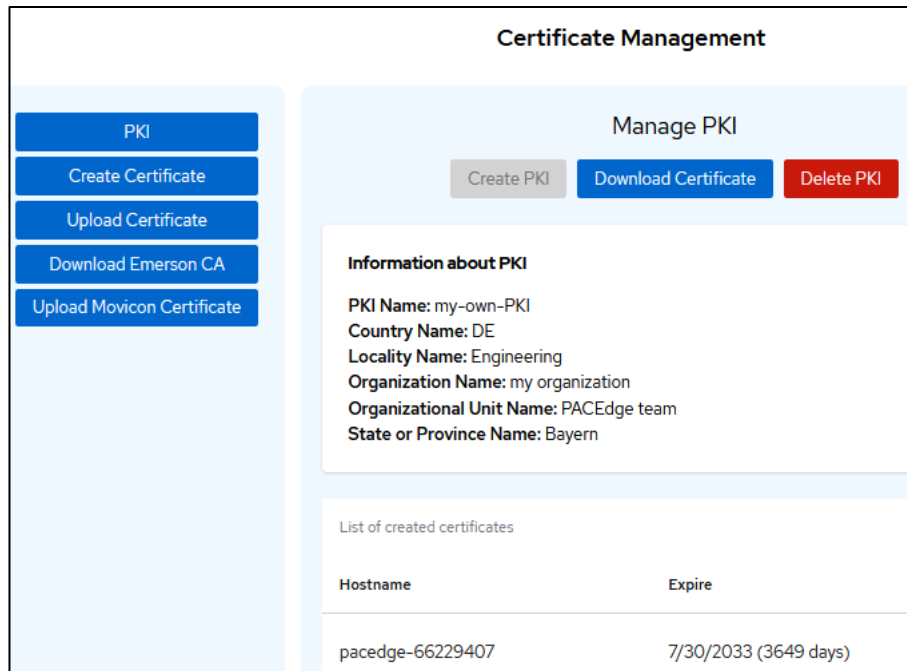 Certificate Management
PKI
Create Certificate
Upload Certificate
Download Emerson CA
Upload Movicon Certificate
Manage PKI
Create PKI
Download Certificate
Delete PKI
Information about PKI
PKI Name: my-own-PKI
Country Name: DE
Locality Name: Engineering
Organization Name: my organization
Organizational Unit Name: PACEdge team
State or Province Name: Bayern
List of created certificates
Hostname Expire
pacedge-66229407 7/30/2033 (3649 days)